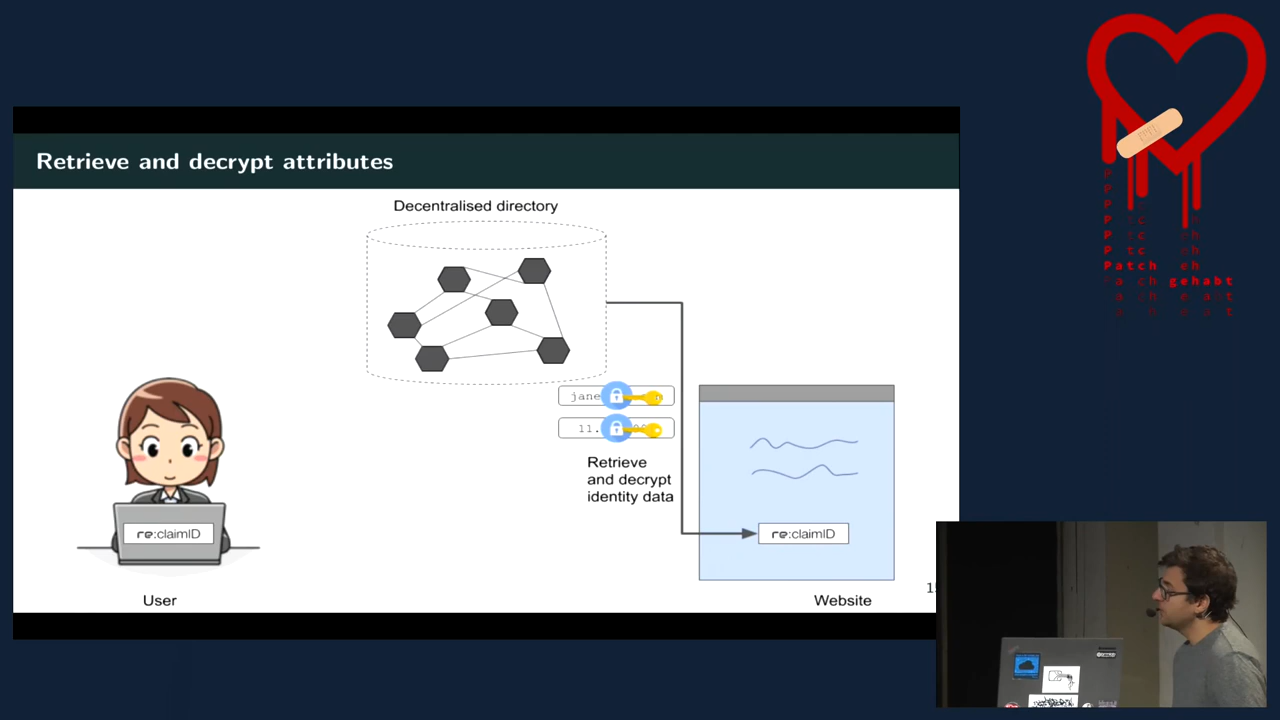 Retrieve and decrypt attributes
Decentralised directory
jane
11.
Retrieve
and decrypt
identity data
re:claimID
re:claimID
User
Website
Patch
gehabt